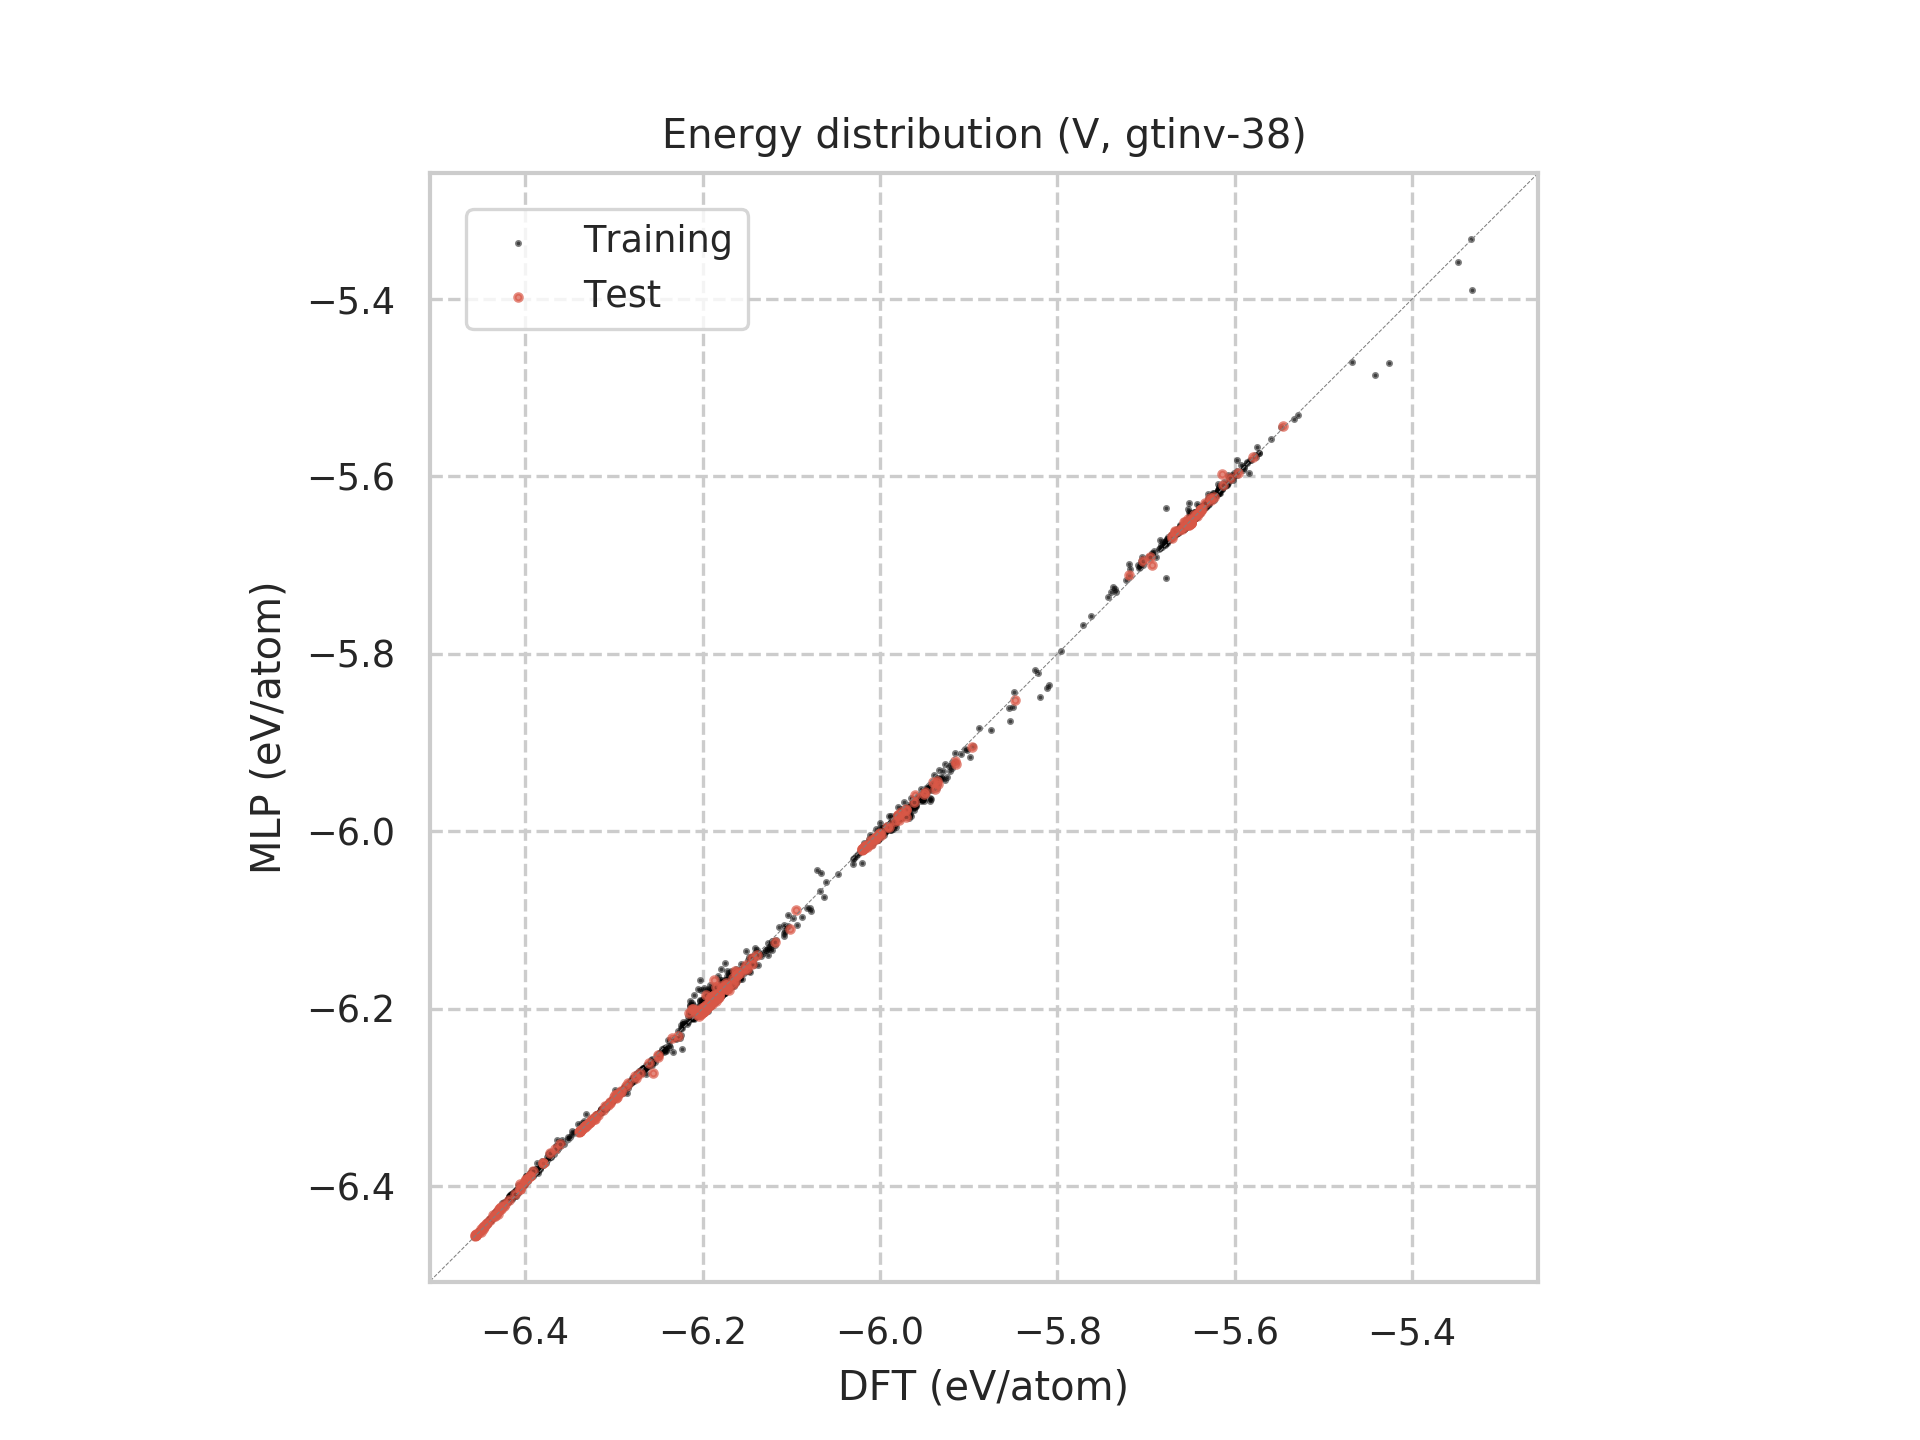 Energy distribution (V, gtinv-38)
Training
Test
−5.4
−5.6
−5.8
−6.0
−6.2
−6.4
MLP (eV/atom)
−6.4 −6.2 −6.0 −5.8 −5.6 −5.4
DFT (eV/atom)